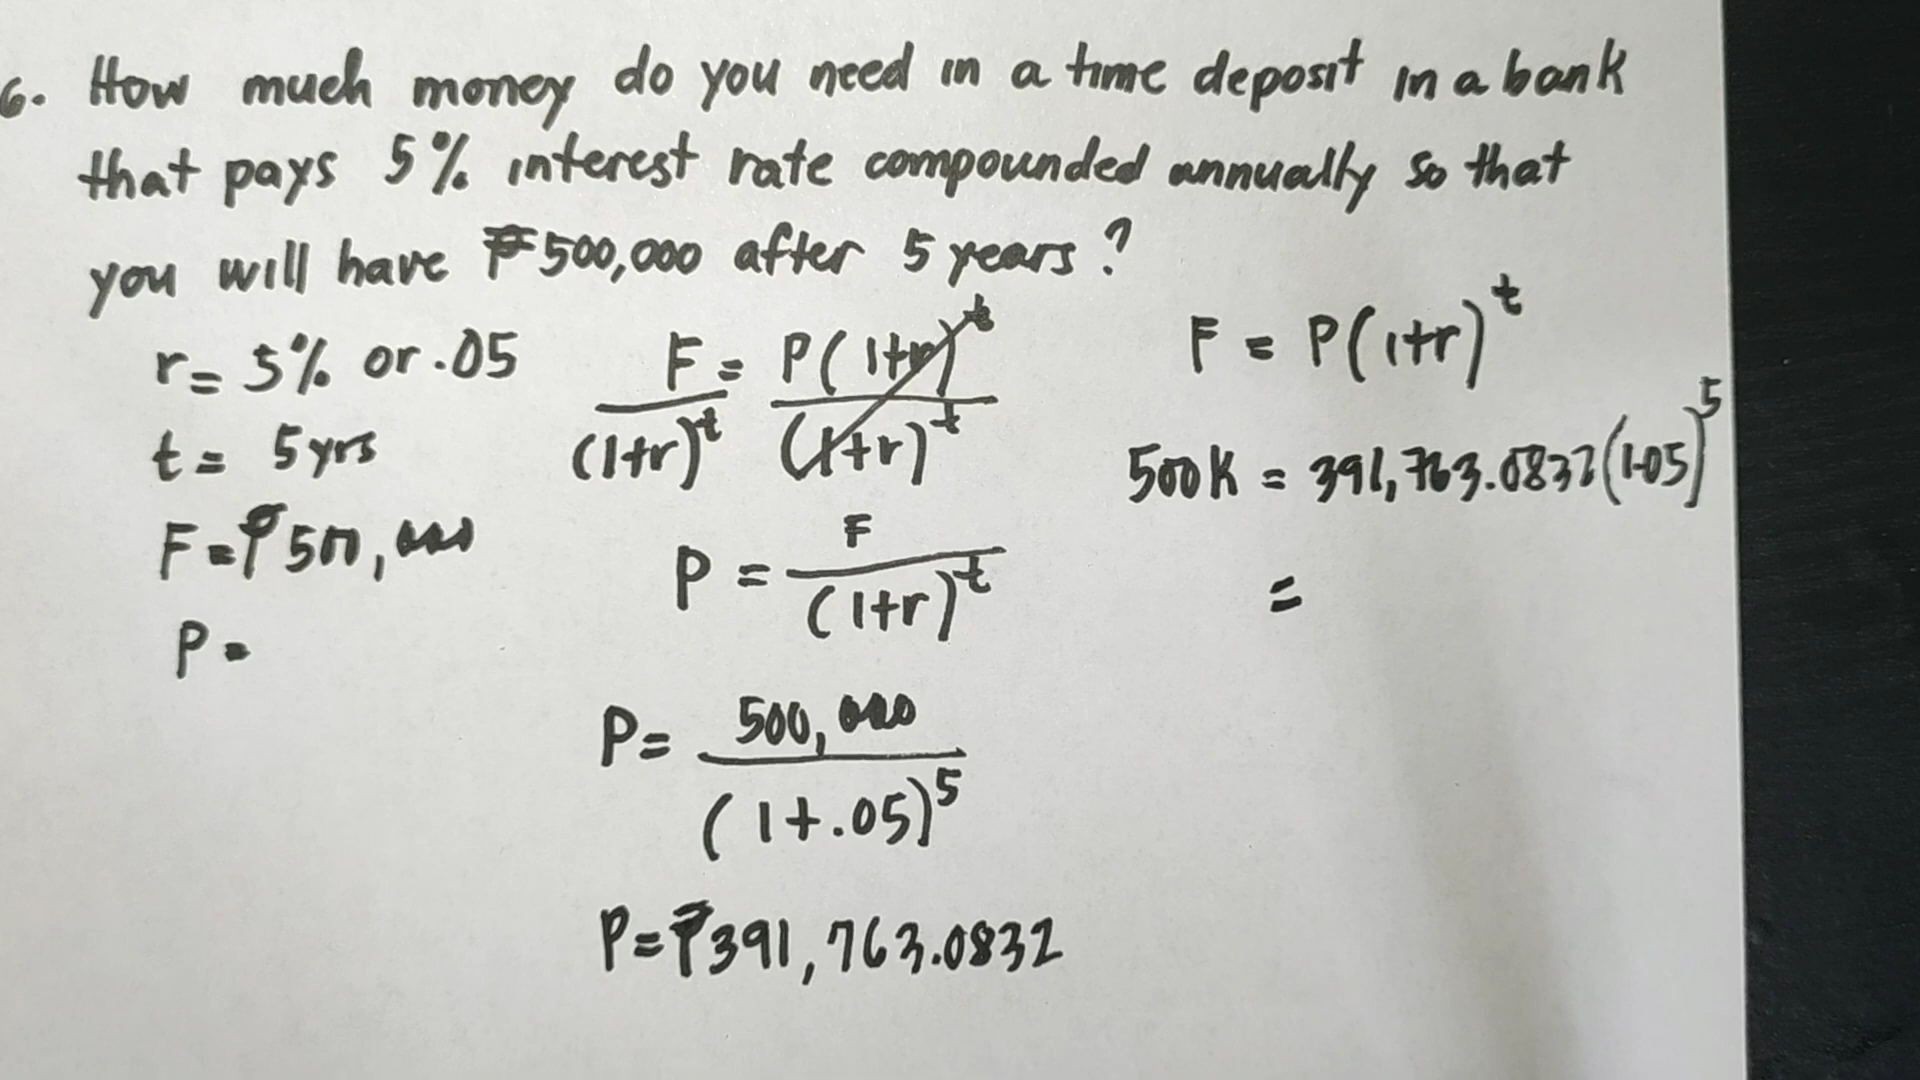 6. How much money do you need in a time deposit in a bank
that pays 5% interest rate compounded annually so that
you will have ₱500,000 after 5 years?
r = 5% or .05
t = 5 yrs
F = ₱500,000
P =
F = P(1+r)^t
(1+r)^t (1+r)^t
P = F
(1+r)^t
P = 500,000
(1+.05)^5
P = ₱391,763.0832
F = P(1+r)^t
500K = 391,763.0832(1.05)^5
=